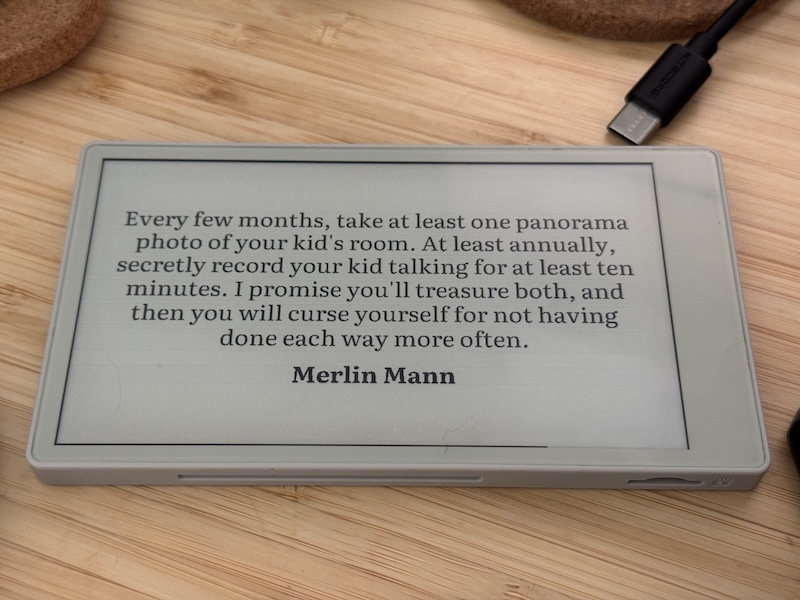 Every few months, take at least one panorama
photo of your kid's room. At least annually,
secretly record your kid talking for at least ten
minutes. I promise you'll treasure both, and
then you will curse yourself for not having
done each way more often.
Merlin Mann
NITECORE